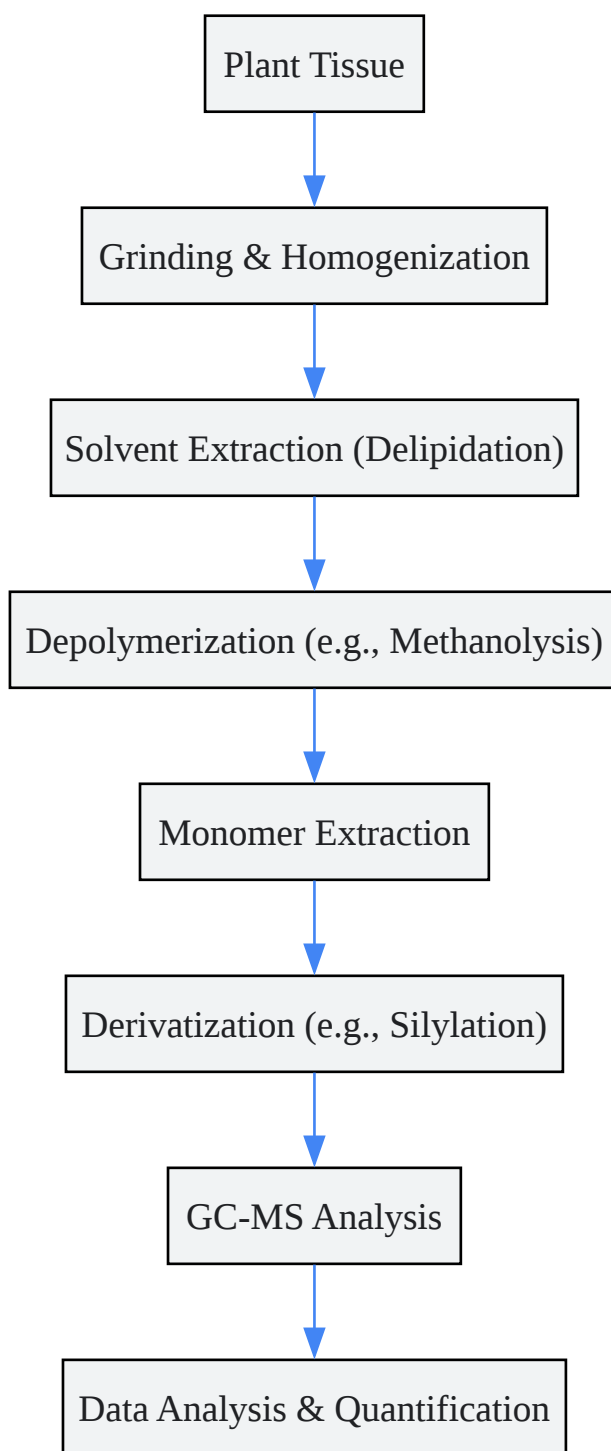 Plant Tissue
Grinding & Homogenization
Solvent Extraction (Delipidation)
Depolymerization (e.g., Methanolysis)
Monomer Extraction
Derivatization (e.g., Silylation)
GC-MS Analysis
Data Analysis & Quantification